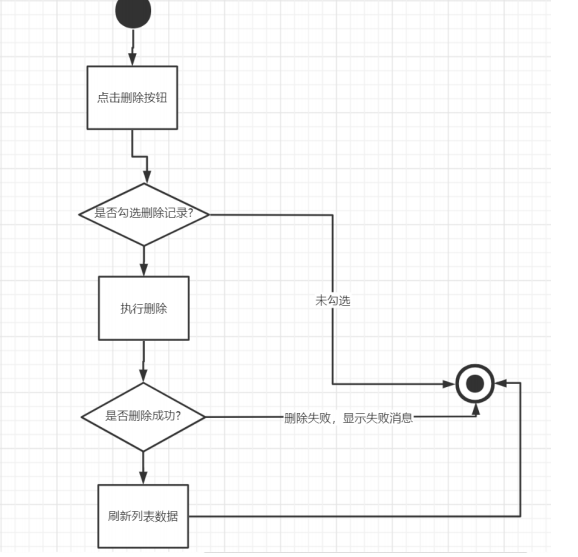 点击删除按钮
是否勾选删除记录?
执行删除
未勾选
是否删除成功?
删除失败，显示失败消息
刷新列表数据